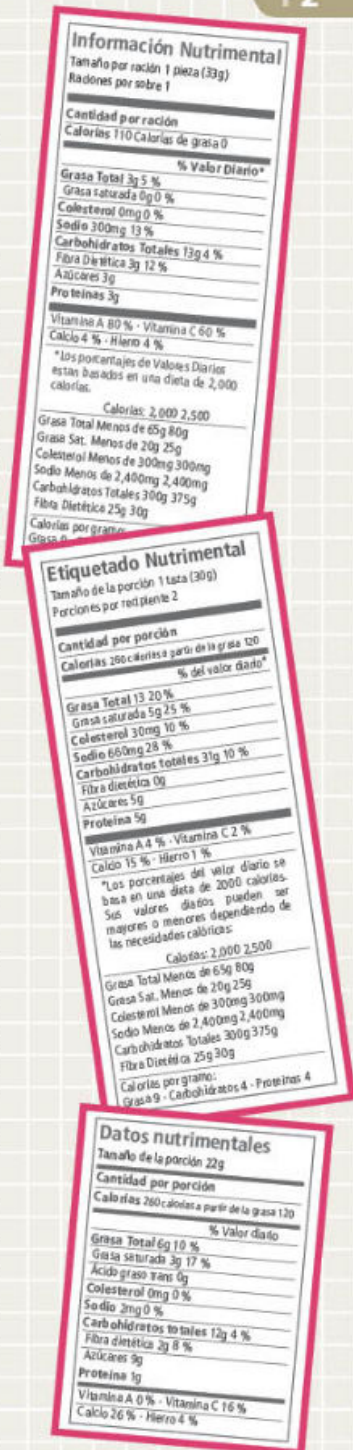 2
Información Nutrimental
Tamaño por ración 1 pieza (33g)
Raciones por sobre 1
Cantidad por ración
Calorías 110 Calorías de grasa 0
% Valor Diario*
Grasa Total 3g 5 %
Grasa saturada 0g 0 %
Colesterol 0mg 0 %
Sodio 300mg 13 %
Carbohidratos Totales 13g 4 %
Fibra Dietética 3g 12 %
Azúcares 3g
Proteínas 3g
Vitamina A 80 % - Vitamina C 60 %
Calcio 4 % - Hierro 4 %
*Los porcentajes de Valores Diarios
están basados en una dieta de 2,000
calorías.
Calorías: 2,000 2,500
Grasa Total Menos de 65g 80g
Grasa Sat. Menos de 20g 25g
Colesterol Menos de 300mg 300mg
Sodio Menos de 2,400mg 2,400mg
Carbohidratos Totales 300g 375g
Fibra Dietética 25g 30g
Calorías por gramo:
Grasa
Etiquetado Nutrimental
Tamaño de la porción 1 taza (30g)
Porciones por recipiente 2
Cantidad por porción
Calorías 260 calorías a partir de la grasa 120
% del valor diario*
Grasa Total 13 20 %
Grasa saturada 5g 25 %
Colesterol 30mg 10 %
Sodio 660mg 28 %
Carbohidratos totales 31g 10 %
Fibra dietética 0g
Azúcares 5g
Proteína 5g
Vitamina A 4 % - Vitamina C 2 %
Calcio 15 % - Hierro 1 %
*Los porcentajes del valor diario se
basa en una dieta de 2000 calorías.
Sus valores diarios pueden ser
mayores o menores dependiendo de
las necesidades calóricas:
Calorías: 2,000 2,500
Grasa Total Menos de 65g 80g
Grasa Sat. Menos de 20g 25g
Colesterol Menos de 300mg 300mg
Sodio Menos de 2,400mg 2,400mg
Carbohidratos Totales 300g 375g
Fibra Dietética 25g 30g
Calorías por gramo:
Grasa 9 - Carbohidratos 4 - Proteínas 4
Datos nutrimentales
Tamaño de la porción 22g
Cantidad por porción
Calorías 260 calorías a partir de la grasa 120
% Valor diario
Grasa Total 6g 10 %
Grasa saturada 3g 17 %
Ácido graso trans 0g
Colesterol 0mg 0 %
Sodio 2mg 0 %
Carbohidratos totales 12g 4 %
Fibra dietética 2g 8 %
Azúcares 9g
Proteína 1g
Vitamina A 0 % - Vitamina C 16 %
Calcio 26 % - Hierro 4 %